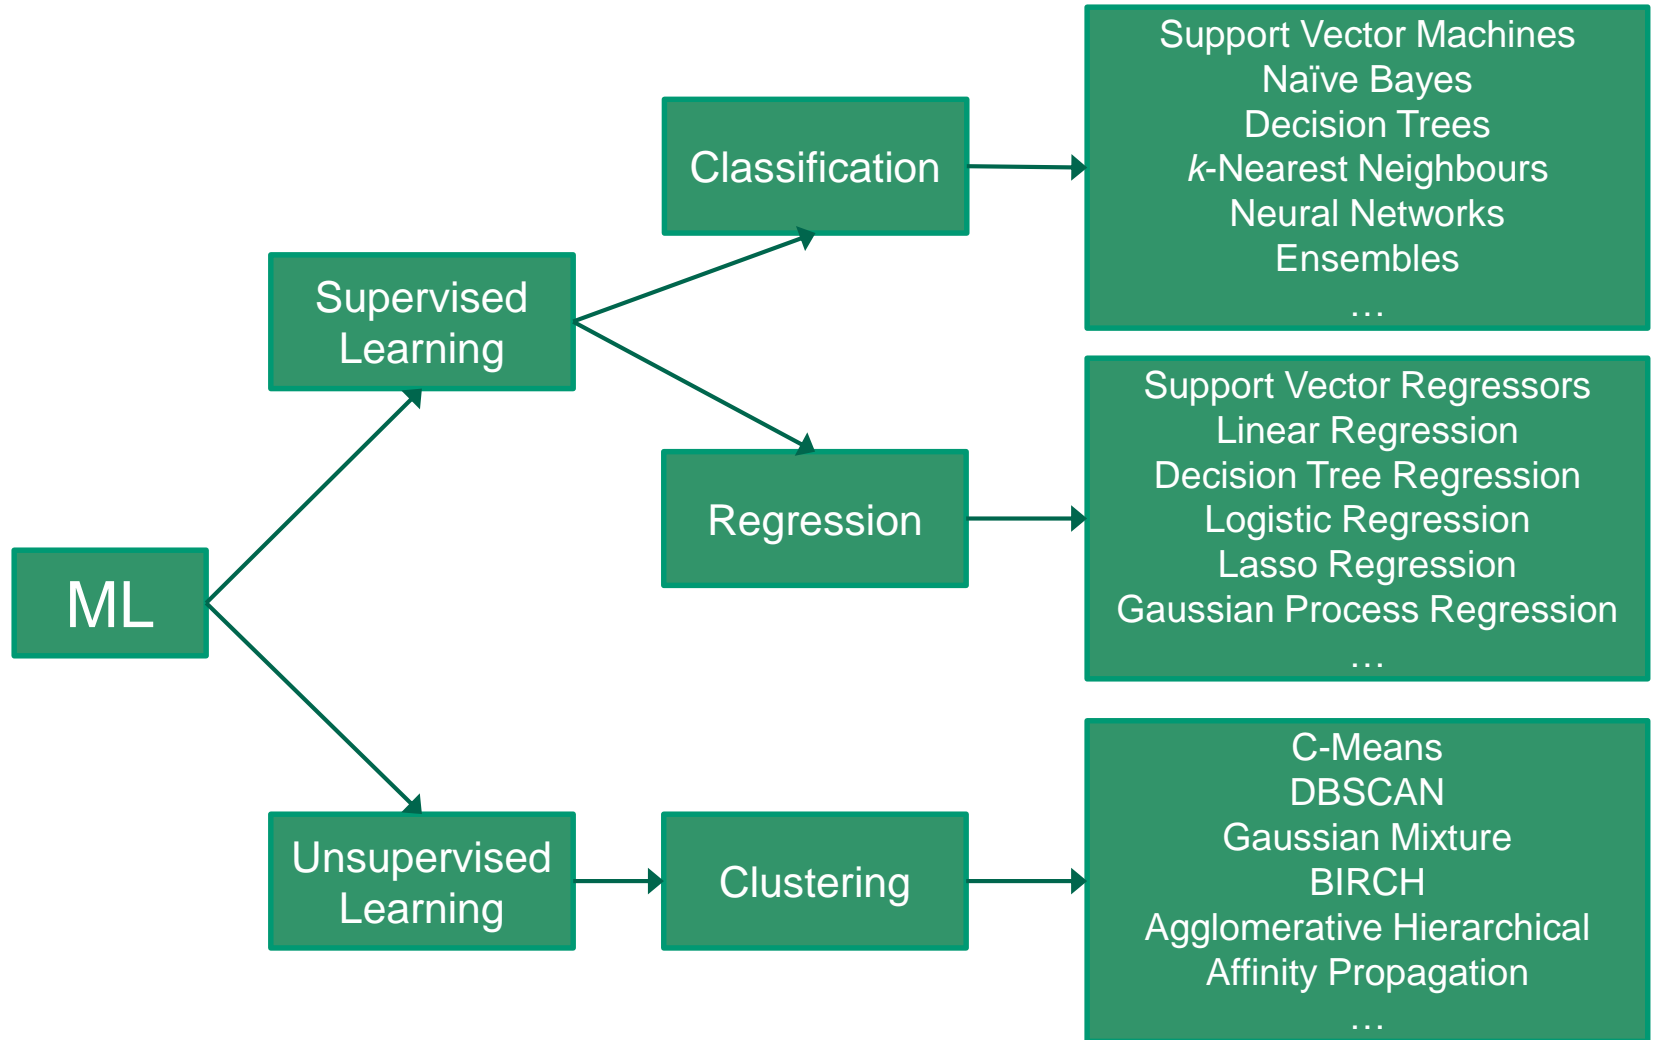 ML
Supervised
Learning
Classification
Support Vector Machines
Naïve Bayes
Decision Trees
k-Nearest Neighbours
Neural Networks
Ensembles
…
Regression
Support Vector Regressors
Linear Regression
Decision Tree Regression
Logistic Regression
Lasso Regression
Gaussian Process Regression
…
Unsupervised
Learning
Clustering
C-Means
DBSCAN
Gaussian Mixture
BIRCH
Agglomerative Hierarchical
Affinity Propagation
…